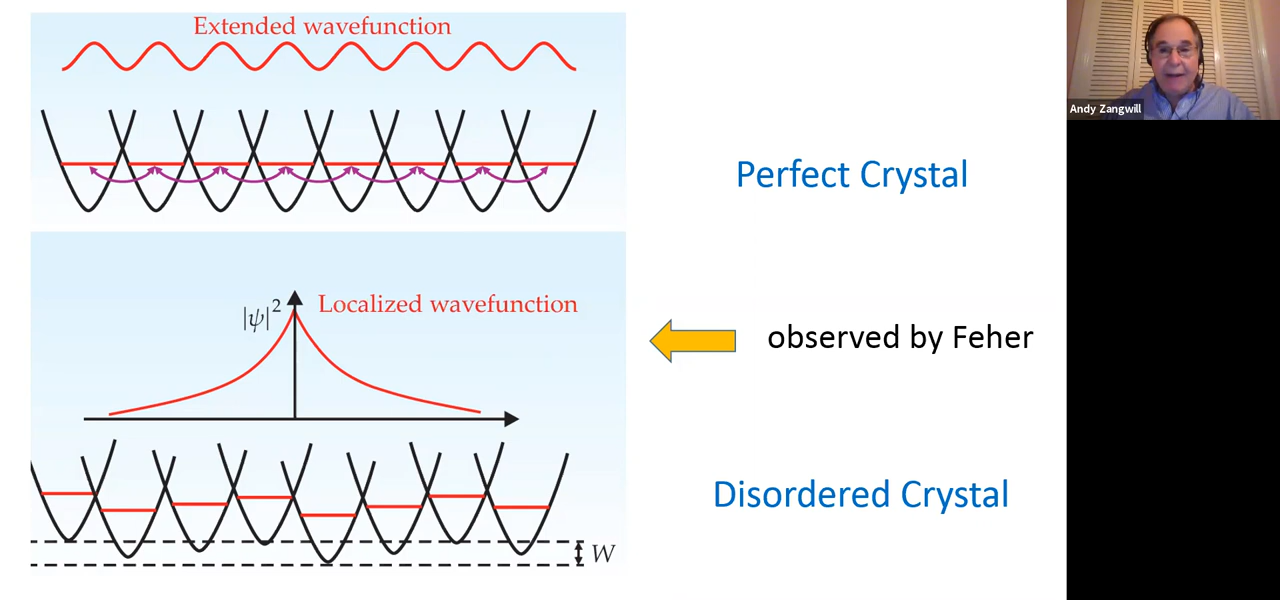 Extended wavefunction
Perfect Crystal
|ψ|²
Localized wavefunction
observed by Feher
Disordered Crystal
W
Andy Zangwill